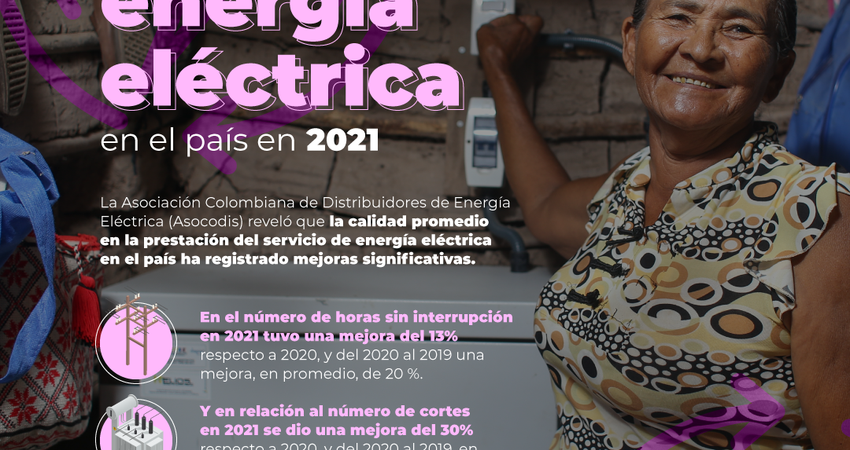 energía
eléctrica
en el país en 2021
La Asociación Colombiana de Distribuidores de Energía
Eléctrica (Asocodis) reveló que la calidad promedio
en la prestación del servicio de energía eléctrica
en el país ha registrado mejoras significativas.
En el número de horas sin interrupción
en 2021 tuvo una mejora del 13%
respecto a 2020, y del 2020 al 2019 una
mejora, en promedio, de 20 %.
Y en relación al número de cortes
en 2021 se dio una mejora del 30%
respecto a 2020, y del 2020 al 2019, en